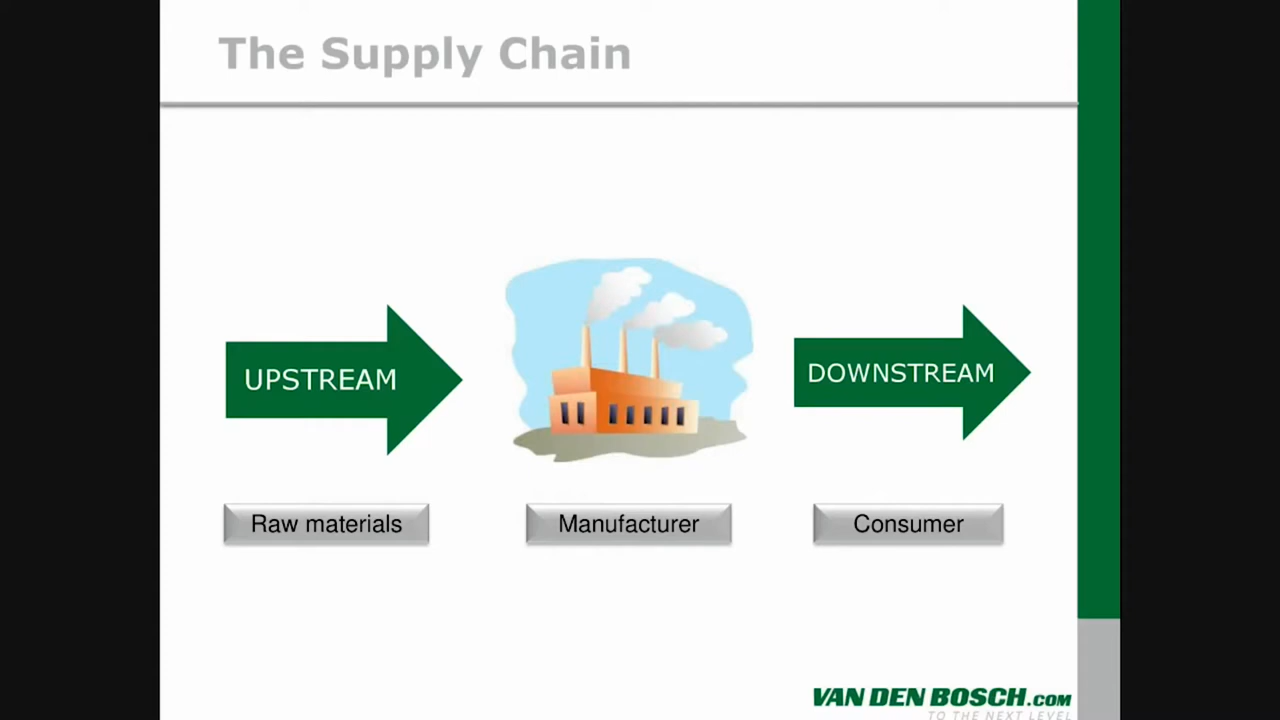 The Supply Chain
UPSTREAM
DOWNSTREAM
Raw materials
Manufacturer
Consumer
VAN DEN BOSCH.COM
TO THE NEXT LEVEL